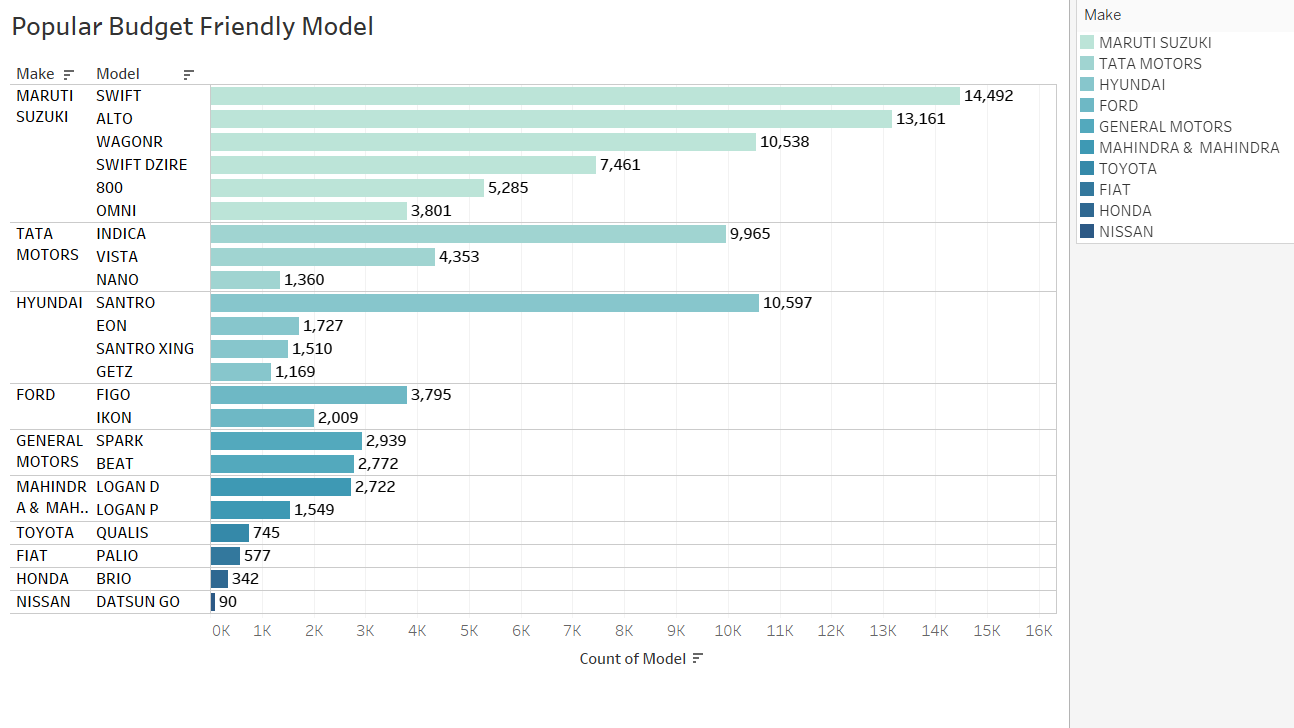 Popular Budget Friendly Model
Make Model
MARUTI SUZUKI SWIFT 14,492
ALTO 13,161
WAGONR 10,538
SWIFT DZIRE 7,461
800 5,285
OMNI 3,801
TATA MOTORS INDICA 9,965
VISTA 4,353
NANO 1,360
HYUNDAI SANTRO 10,597
EON 1,727
SANTRO XING 1,510
GETZ 1,169
FORD FIGO 3,795
IKON 2,009
GENERAL MOTORS SPARK 2,939
BEAT 2,772
MAHINDR A & MAH.. LOGAN D 2,722
LOGAN P 1,549
TOYOTA QUALIS 745
FIAT PALIO 577
HONDA BRIO 342
NISSAN DATSUN GO 90
0K 1K 2K 3K 4K 5K 6K 7K 8K 9K 10K 11K 12K 13K 14K 15K 16K
Count of Model
Make
MARUTI SUZUKI
TATA MOTORS
HYUNDAI
FORD
GENERAL MOTORS
MAHINDRA & MAHINDRA
TOYOTA
FIAT
HONDA
NISSAN